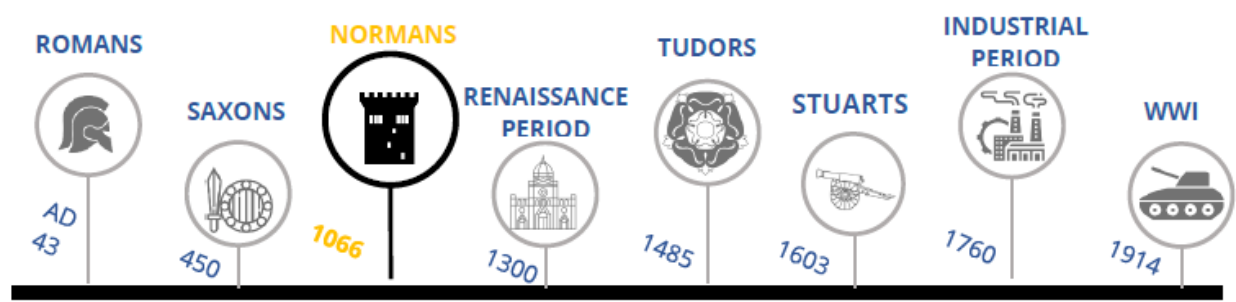 ROMANS
AD
43
SAXONS
450
NORMANS
1066
RENAISSANCE
PERIOD
1300
TUDORS
1485
STUARTS
1603
INDUSTRIAL
PERIOD
1760
WWI
1914